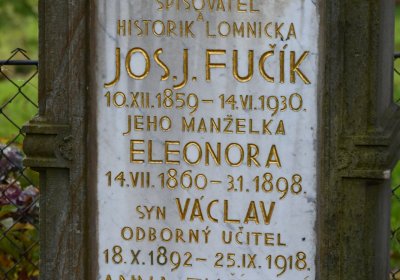 SPISOVATEL
A
HISTORIK LOMNICKA
JOS. J. FUČÍK
10. XII. 1859 – 14. VI. 1930.
JEHO MANŽELKA
ELEONORA
14. VII. 1860 – 3. I. 1898.
SYN VÁCLAV
ODBORNÝ UČITEL
18. X. 1892 – 25. IX. 1918.